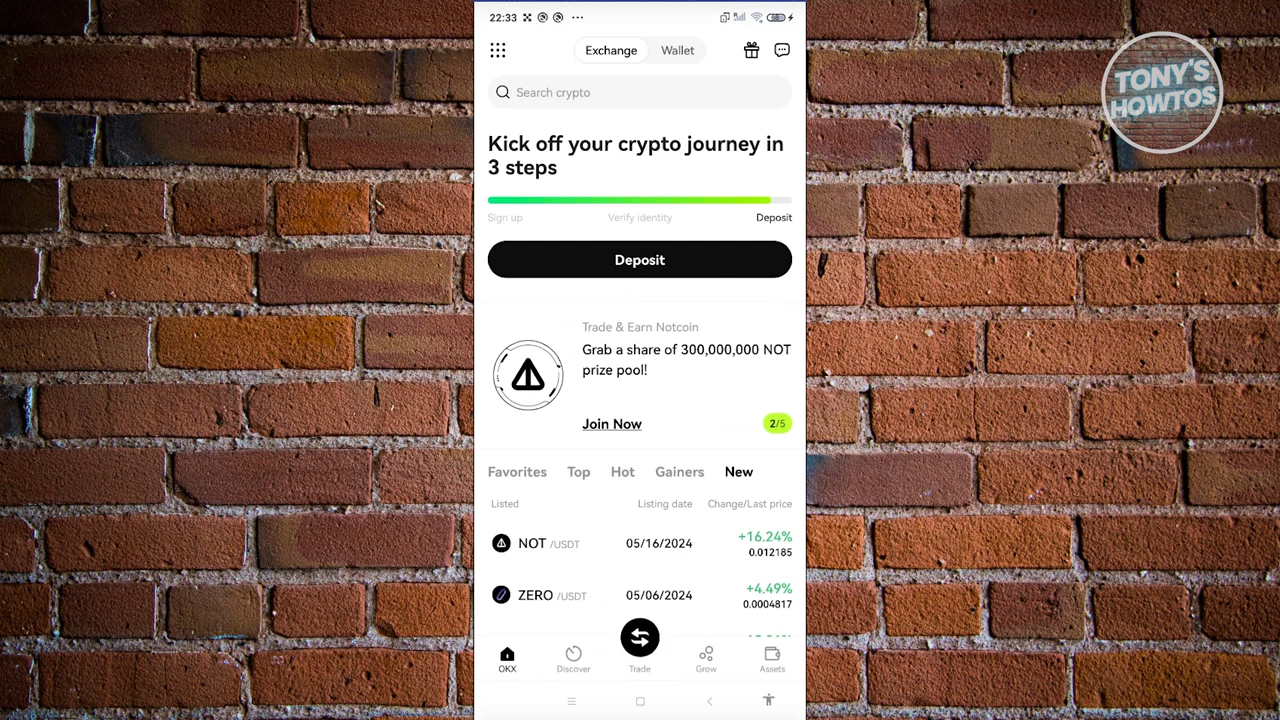 22:33
Exchange
Wallet
TONY'S
HOWTOS
Search crypto
Kick off your crypto journey in
3 steps
Sign up
Verify identity
Deposit
Deposit
Trade & Earn Notcoin
Grab a share of 300,000,000 NOT
prize pool!
Join Now
2/5
Favorites
Top
Hot
Gainers
New
Listed
Listing date
Change/Last price
NOT /USDT
05/16/2024
+16.24%
0.012185
ZERO /USDT
05/06/2024
+4.49%
0.0004817
OKX
Discover
Trade
Grow
Assets